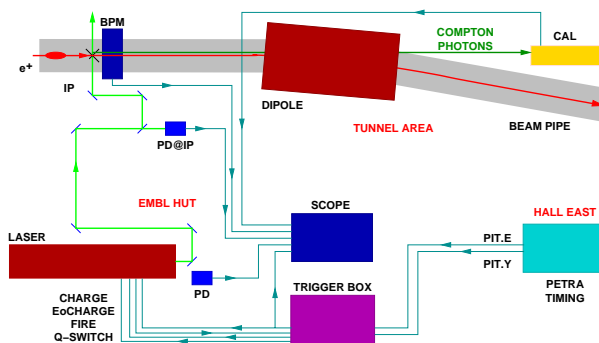 BPM
COMPTON
PHOTONS
CAL
e+
IP
DIPOLE
TUNNEL AREA
BEAM PIPE
PD@IP
EMBL HUT
SCOPE
HALL EAST
LASER
PIT.E
PIT.Y
PD
TRIGGER BOX
PETRA
TIMING
CHARGE
EoCHARGE
FIRE
Q-SWITCH